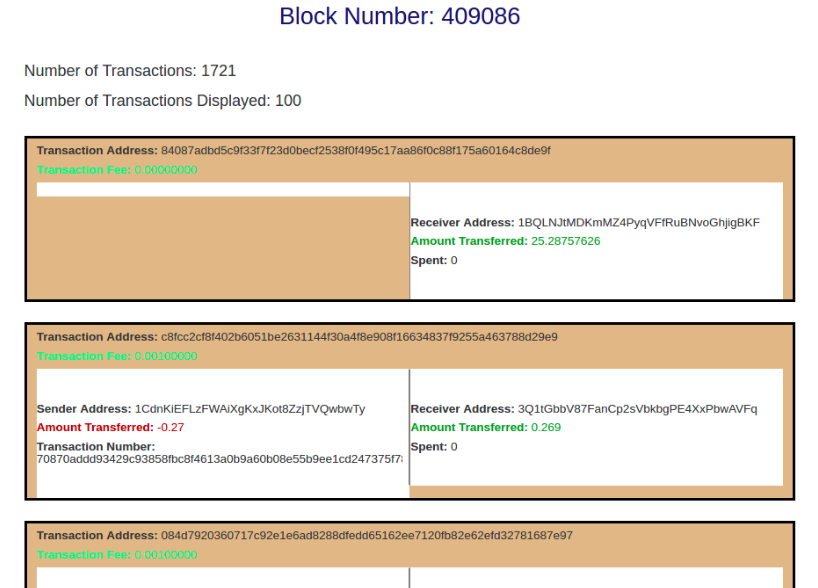 Block Number: 409086
Number of Transactions: 1721
Number of Transactions Displayed: 100
Transaction Address: 84087adbd5c9f33f7f23d0becf2538f0f495c17aa86f0c88f175a60164c8de9f
Transaction Fee: 0.00000000
Receiver Address: 1BQLNJtMDKmMZ4PyqVFfRuBNvoGhjigBKF
Amount Transferred: 25.28757626
Spent: 0
Transaction Address: c8fcc2cf8f402b6051be2631144f30a4f8e908f16634837f9255a463788d29e9
Transaction Fee: 0.00100000
Sender Address: 1CdnKiEFLzFWAiXgKxJKot8ZzjTVQwbwTy
Amount Transferred: -0.27
Transaction Number:
70870addd93429c93858fbc8f4613a0b9a60b08e55b9ee1cd247375f7
Receiver Address: 3Q1tGbbV87FanCp2sVbkbgPE4XxPbwAVFq
Amount Transferred: 0.269
Spent: 0
Transaction Address: 084d7920360717c92e1e6ad8288dfedd65162ee7120fb82e62efd32781687e97
Transaction Fee: 0.00100000